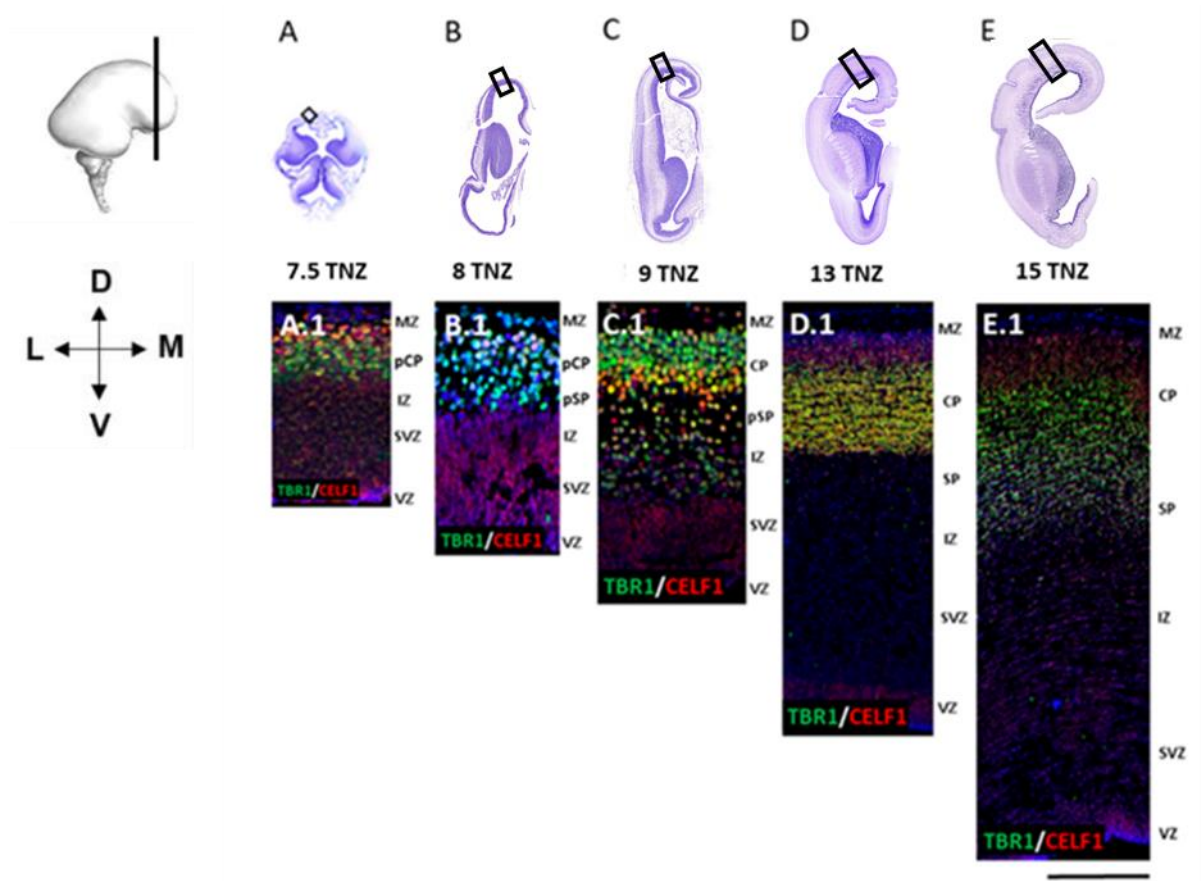 A B C D E
7.5 TNZ 8 TNZ 9 TNZ 13 TNZ 15 TNZ
D
L M
V
A.1
MZ
pCP
IZ
SVZ
VZ
TBR1/CELF1
B.1
MZ
pCP
pSP
IZ
SVZ
VZ
TBR1/CELF1
C.1
MZ
CP
pSP
IZ
SVZ
VZ
TBR1/CELF1
D.1
MZ
CP
SP
IZ
SVZ
VZ
TBR1/CELF1
E.1
MZ
CP
SP
IZ
SVZ
VZ
TBR1/CELF1